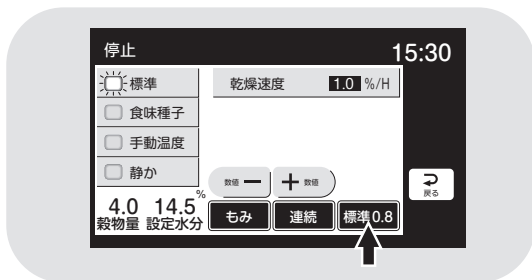 停止 15:30
標準
食味種子
手動温度
静か
乾燥速度 1.0 %/H
数値 − + 数値
戻る
4.0 14.5%
穀物量 設定水分
もみ 連続 標準0.8